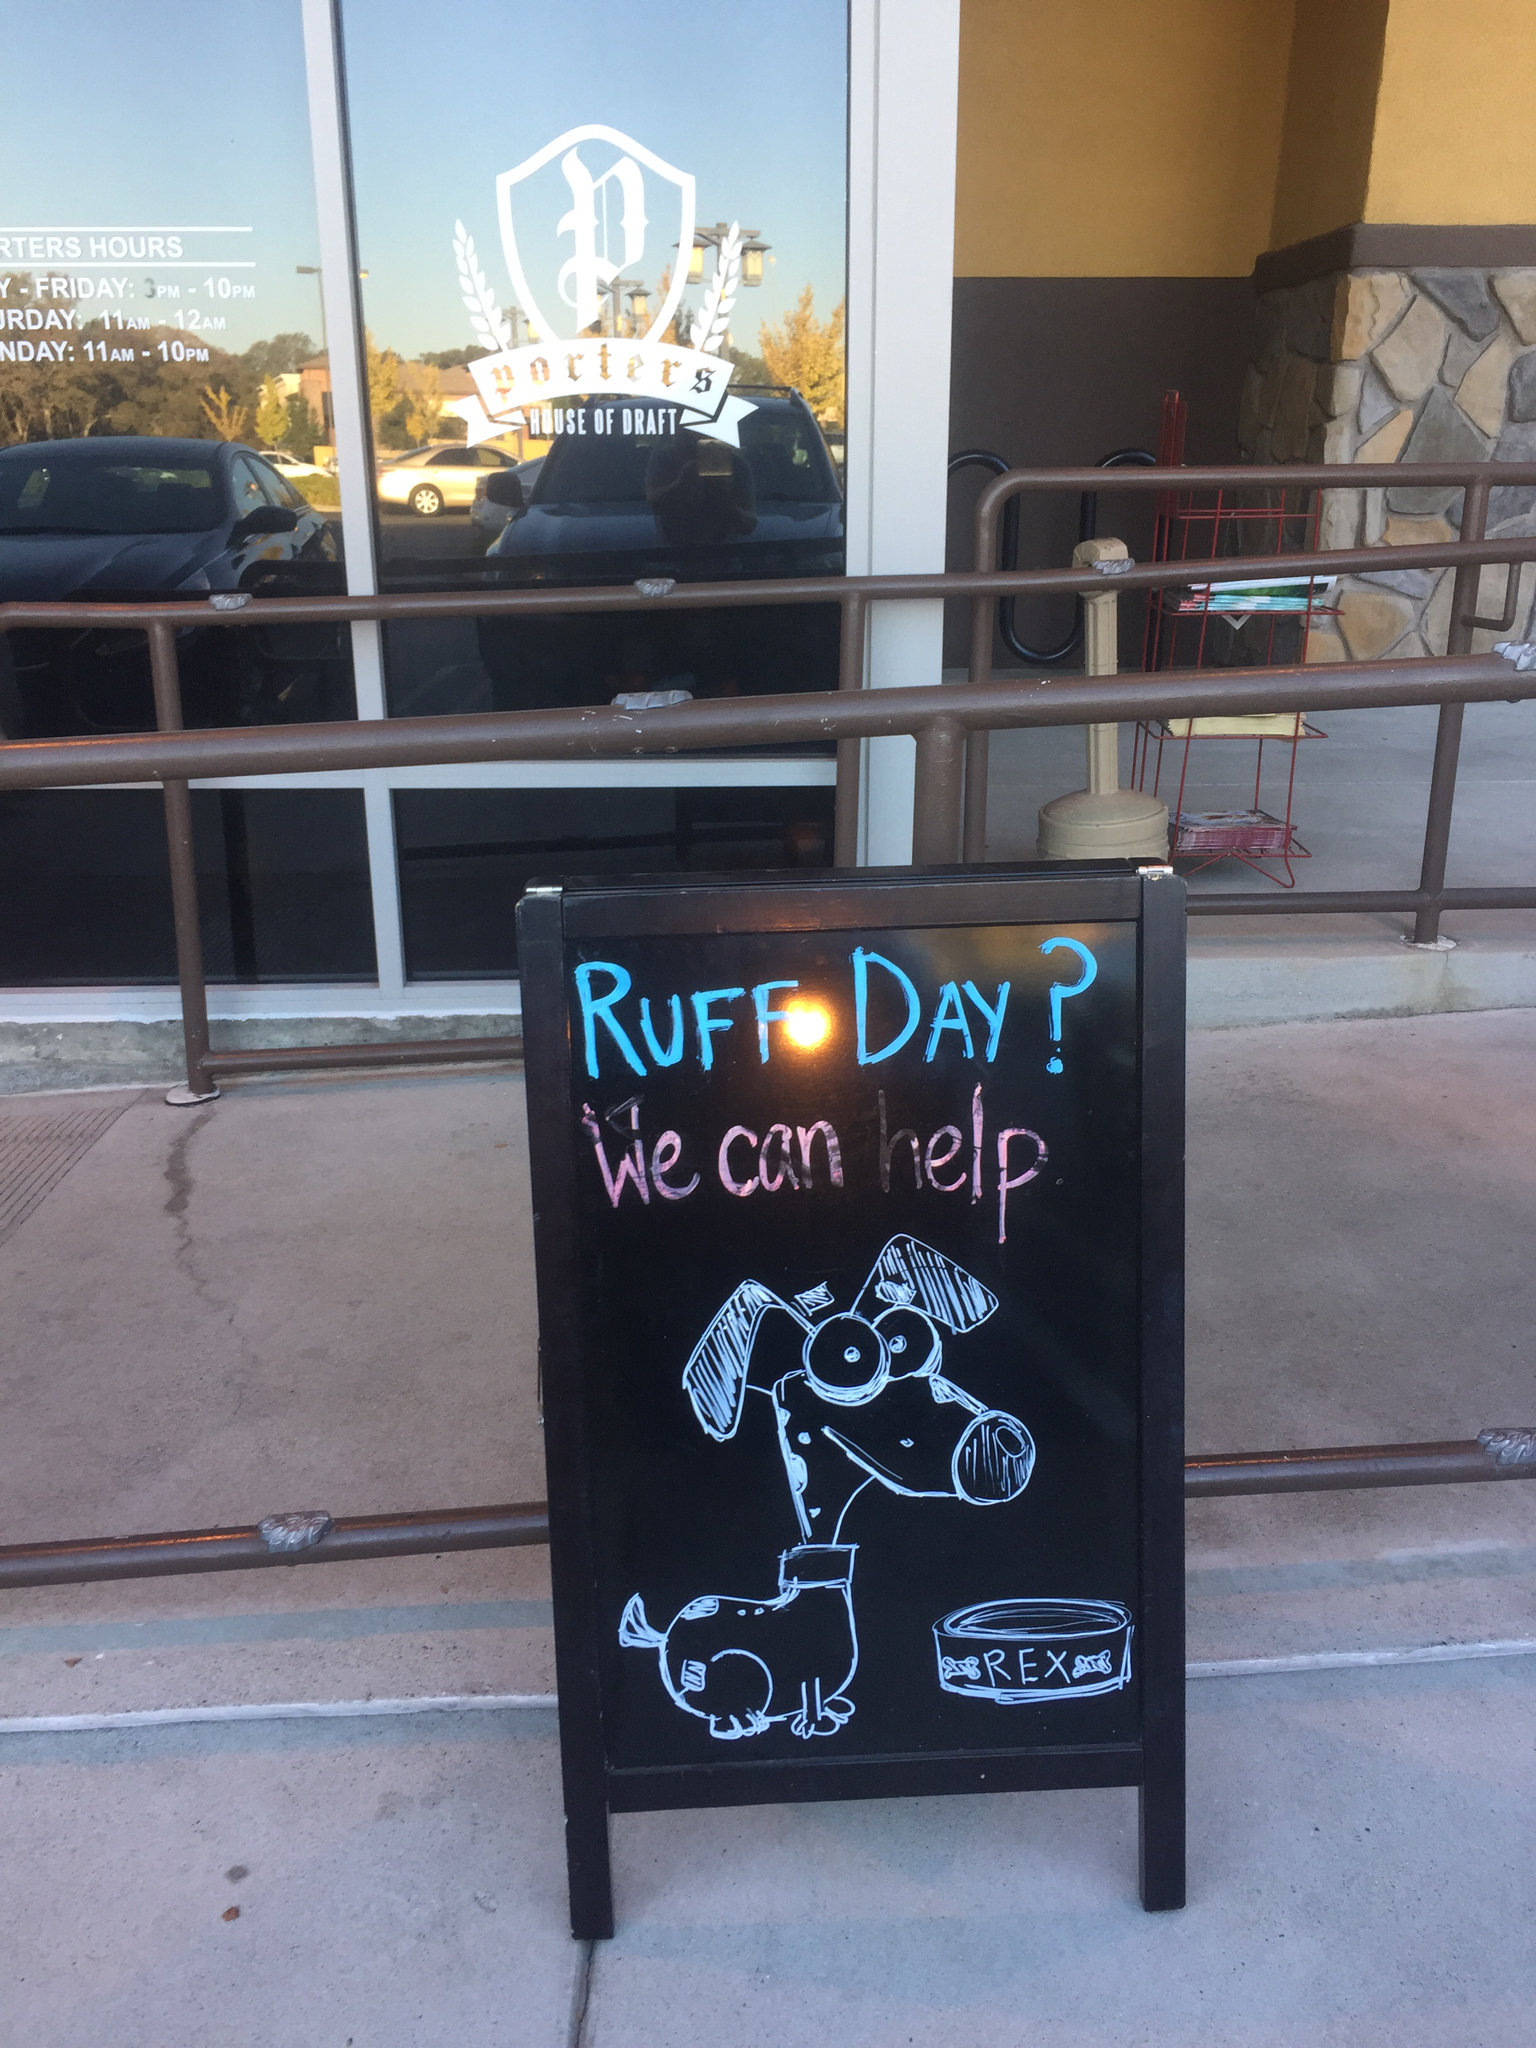 RTERS HOURS
Y - FRIDAY: 3PM - 10PM
URDAY: 11AM - 12AM
NDAY: 11AM - 10PM
P
porters
HOUSE OF DRAFT
RUFF DAY?
We can help
REX